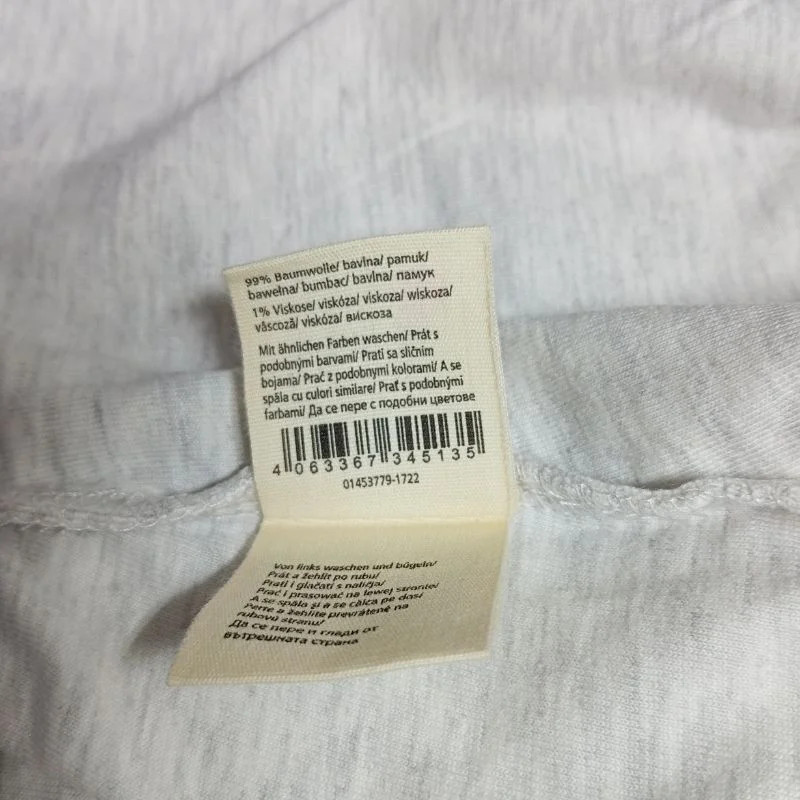 99% Baumwolle/ bavlna/ pamuk/
bawełna/ bumbac/ bavlna/ памук
1% Viskose/ viskóza/ viskoza/ wiskoza/
vâscoză/ viskóza/ вискоза
Mit ähnlichen Farben waschen/ Prát s
podobnými barvami/ Prati sa sličnim
bojama/ Prać z podobnymi kolorami/ A se
spăla cu culori similare/ Prať s podobnými
farbami/ Да се пере с подобни цветове
4 063367 345135
01453779-1722
Von links waschen und bügeln/
Prát a žehlit po rubu/
Prati i glačati s naličja/
Prać i prasować na lewej stronie/
A se spăla și a se călca pe dos/
Perte a žehlite prevrátené na
rubovú stranu/
Да се пере и глади от
вътрешната страна